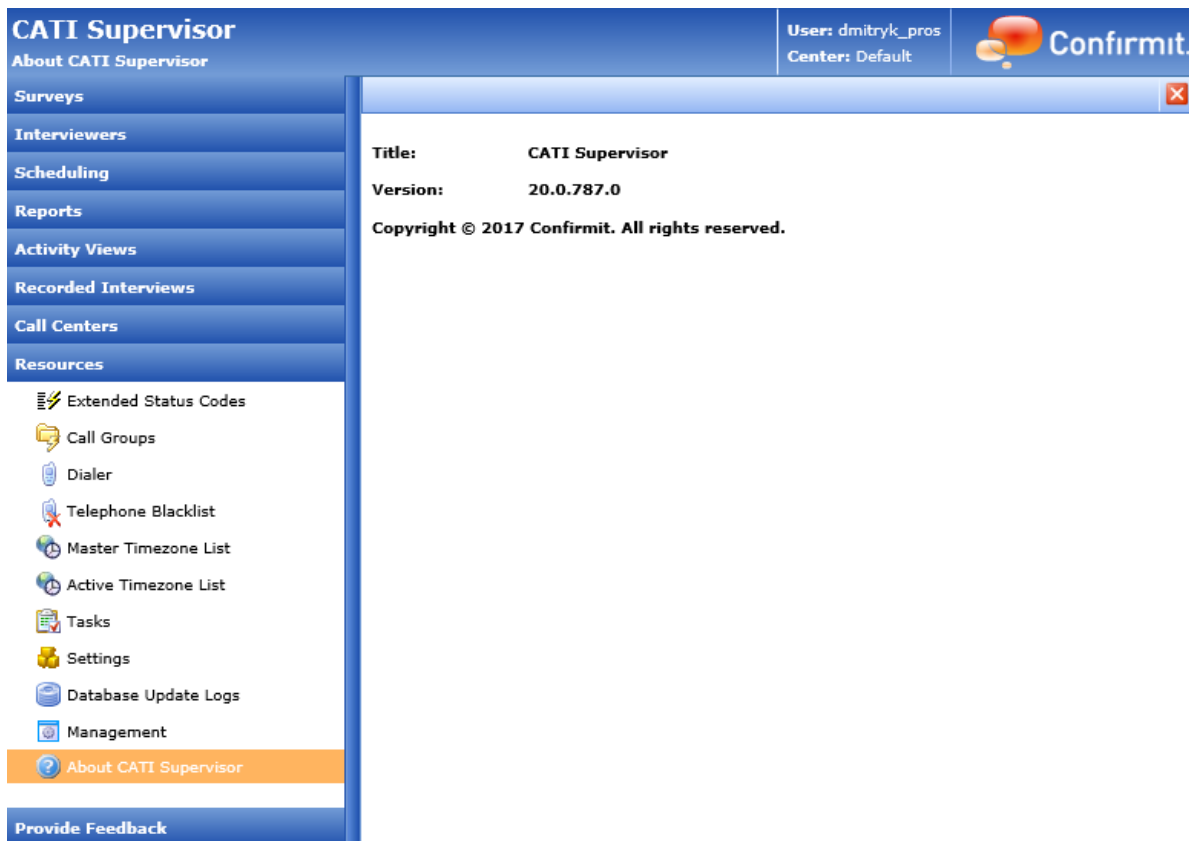 CATI Supervisor
About CATI Supervisor
User: dmitryk_pros
Center: Default
Confirmit.
Surveys
Interviewers
Scheduling
Reports
Activity Views
Recorded Interviews
Call Centers
Resources
Extended Status Codes
Call Groups
Dialer
Telephone Blacklist
Master Timezone List
Active Timezone List
Tasks
Settings
Database Update Logs
Management
About CATI Supervisor
Provide Feedback
Title: CATI Supervisor
Version: 20.0.787.0
Copyright © 2017 Confirmit. All rights reserved.